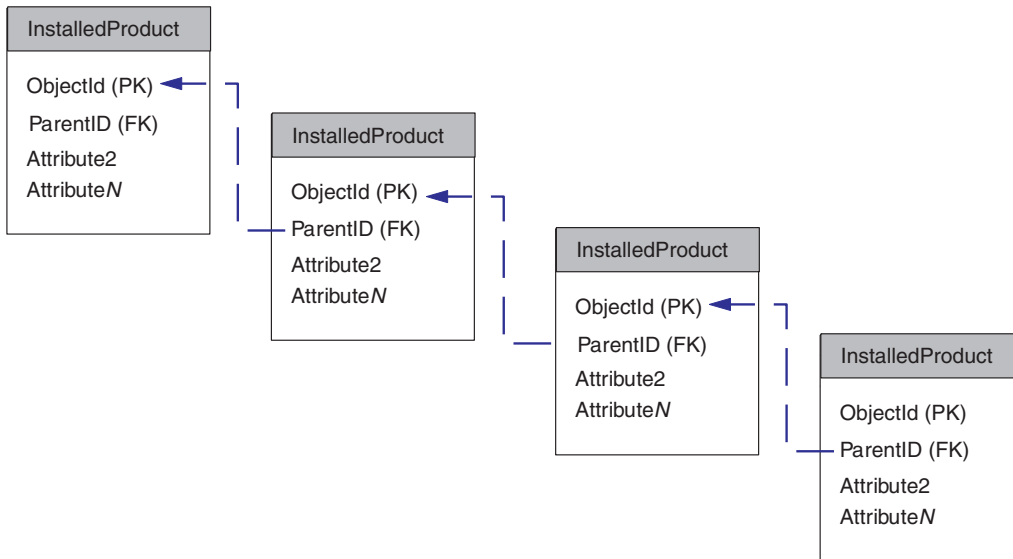 InstalledProduct
ObjectId (PK)
ParentID (FK)
Attribute2
AttributeN
InstalledProduct
ObjectId (PK)
ParentID (FK)
Attribute2
AttributeN
InstalledProduct
ObjectId (PK)
ParentID (FK)
Attribute2
AttributeN
InstalledProduct
ObjectId (PK)
ParentID (FK)
Attribute2
AttributeN